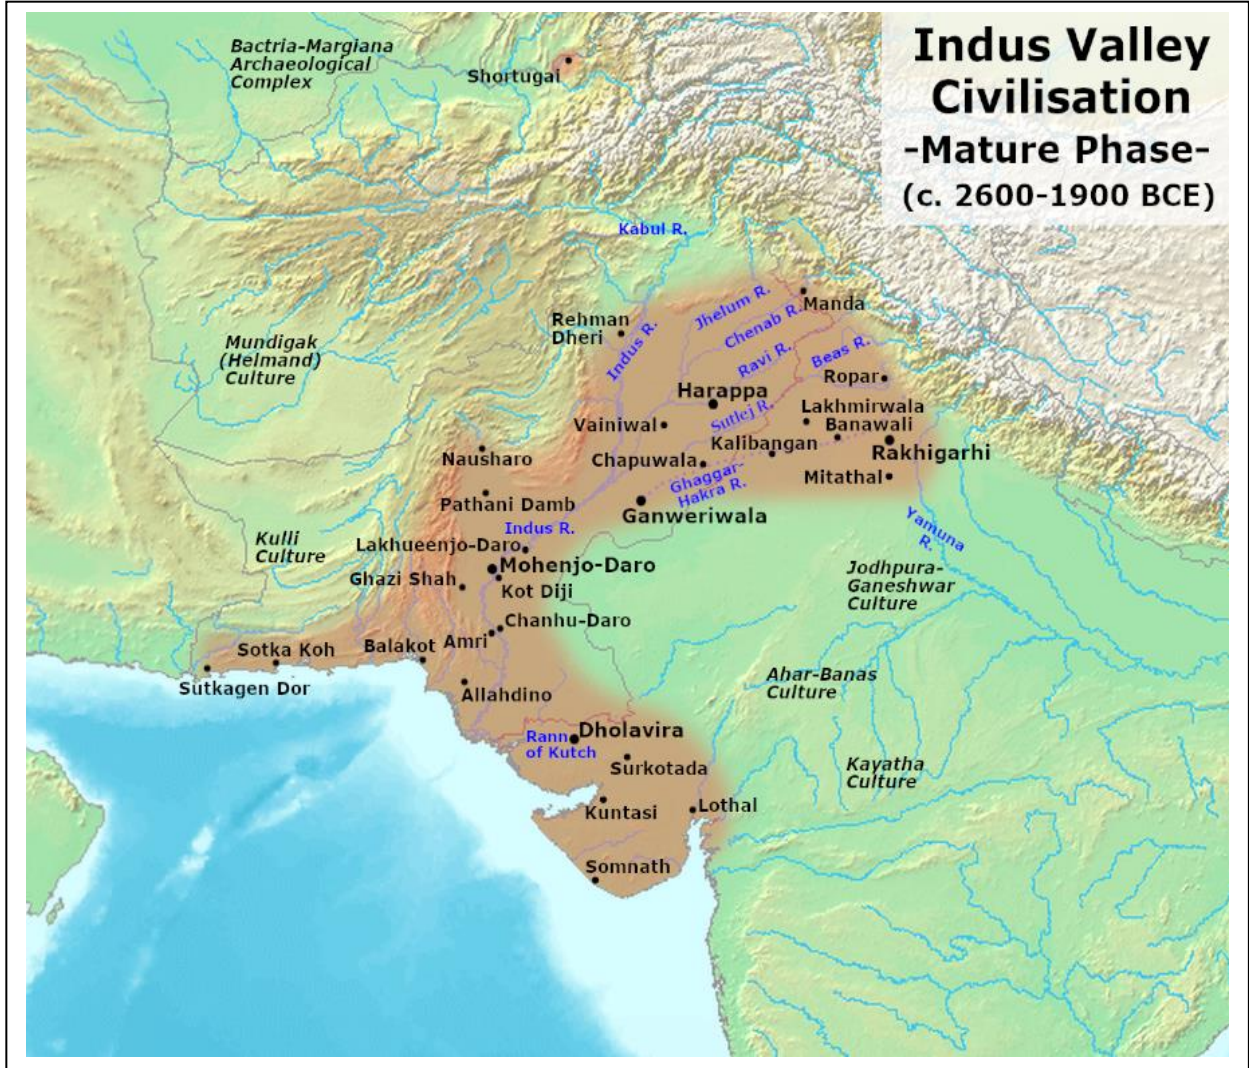 Indus Valley
Civilisation
-Mature Phase-
(c. 2600-1900 BCE)
Bactria-Margiana
Archaeological
Complex
Shortugai
Kabul R.
Manda
Jhelum R.
Chenab R.
Ravi R.
Beas R.
Rehman
Dheri
Indus R.
Mundigak
(Helmand)
Culture
Ropar
Harappa
Lakhmirwala
Sutlej R.
Banawali
Vainiwal
Kalibangan
Rakhigarhi
Nausharo
Chapuwala
Mitathal
Ghaggar-
Hakra R.
Pathani Damb
Ganweriwala
Indus R.
Yamuna
R.
Kulli
Culture
Lakhueenjo-Daro
Mohenjo-Daro
Ghazi Shah
Kot Diji
Jodhpura-
Ganeshwar
Culture
Chanhu-Daro
Amri
Balakot
Sotka Koh
Sutkagen Dor
Allahdino
Ahar-Banas
Culture
Dholavira
Rann
of Kutch
Surkotada
Kayatha
Culture
Kuntasi
Lothal
Somnath